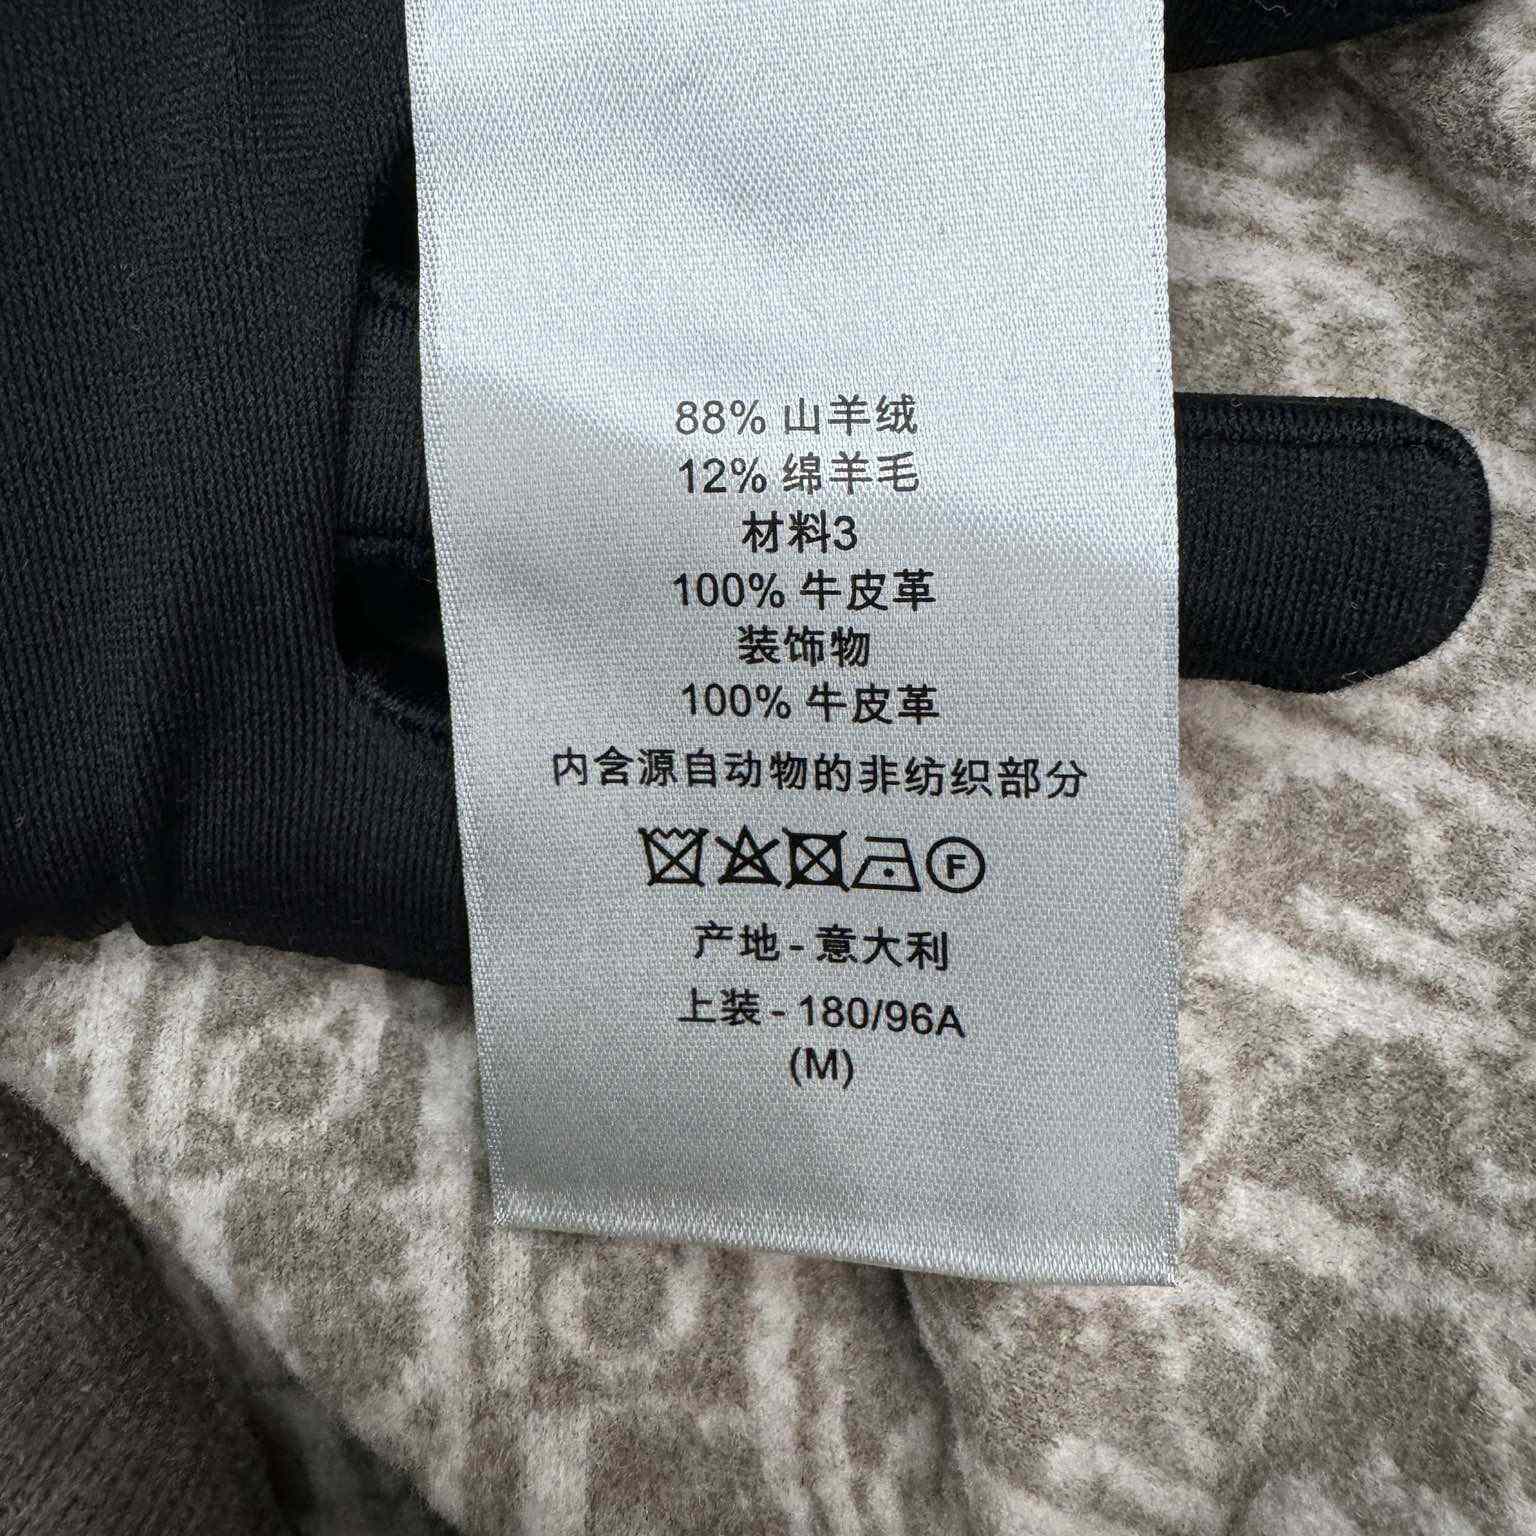 88% 山羊绒
12% 绵羊毛
材料3
100% 牛皮革
装饰物
100% 牛皮革
内含源自动物的非纺织部分
F
产地 - 意大利
上装 - 180/96A
(M)